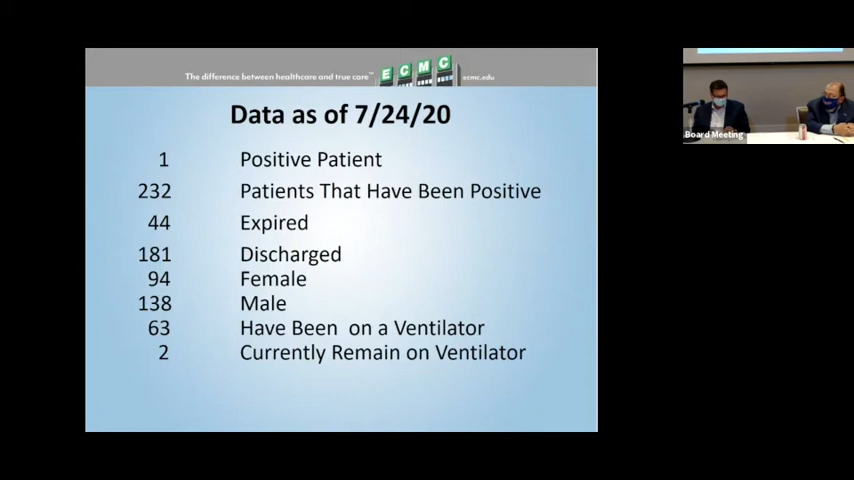 The difference between healthcare and true care™
ECMC
ecmc.edu
Data as of 7/24/20
1 Positive Patient
232 Patients That Have Been Positive
44 Expired
181 Discharged
94 Female
138 Male
63 Have Been on a Ventilator
2 Currently Remain on Ventilator
Board Meeting